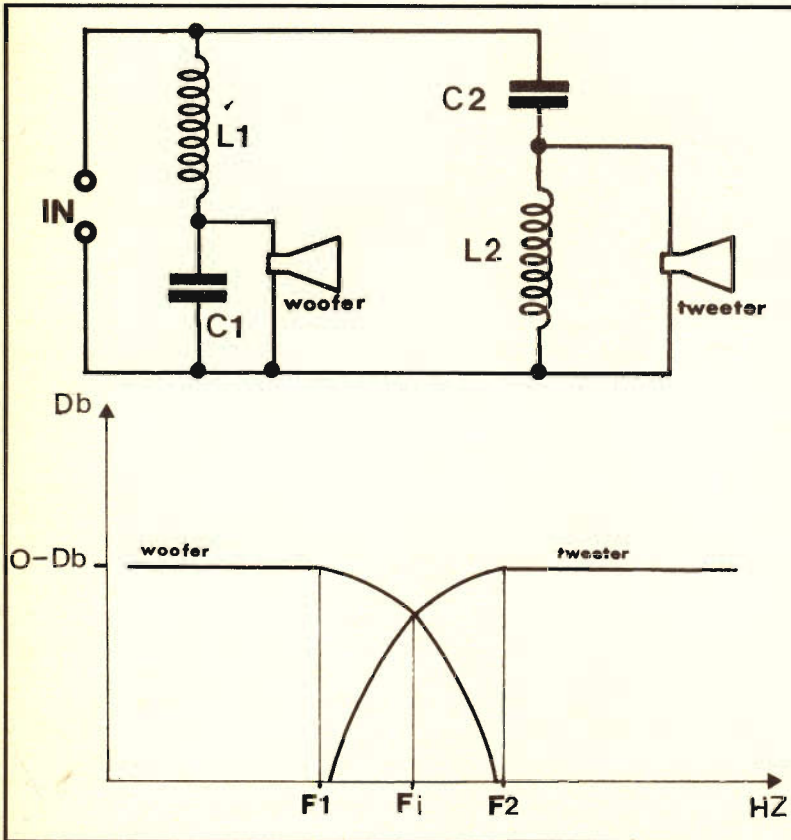 C2
L1
IN
L2
woofer
tweeter
C1
Db
O-Db
woofer
tweeter
F1
Fi
F2
HZ